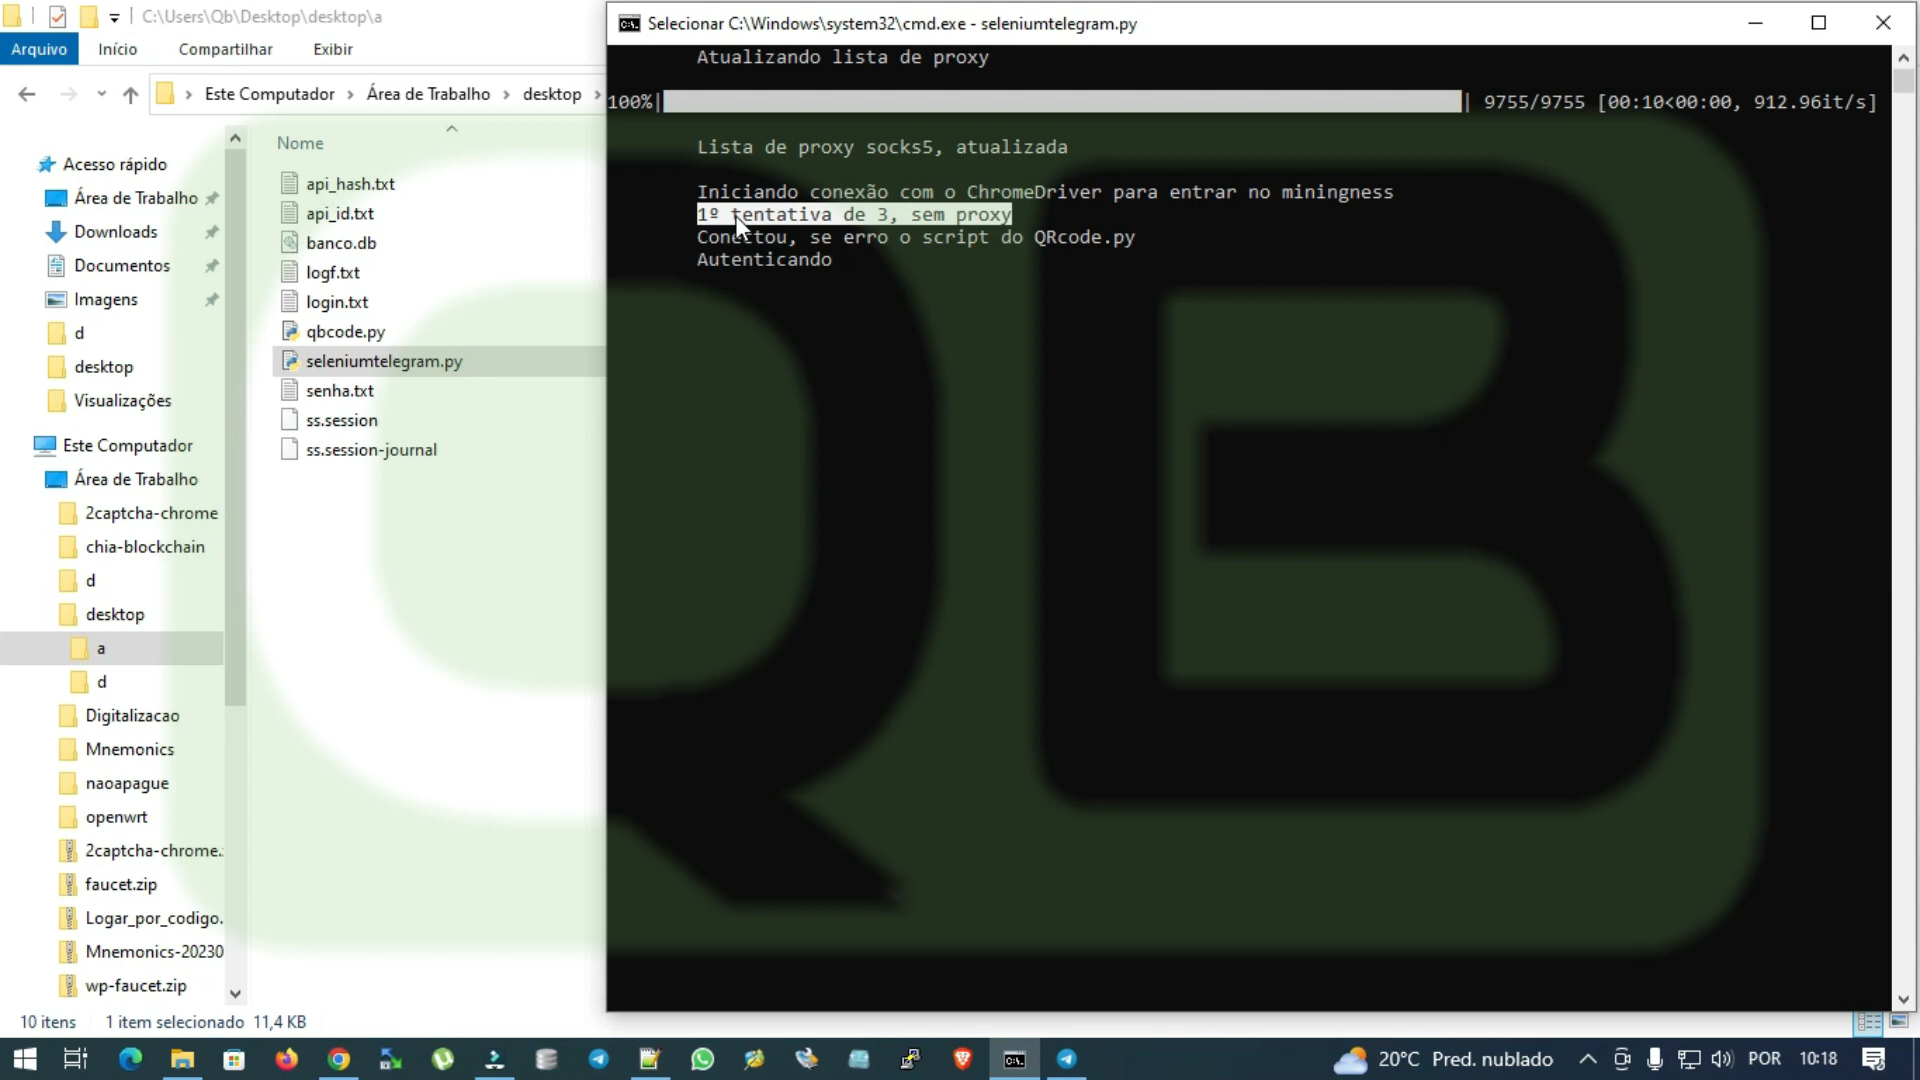 C:\Users\Qb\Desktop\desktop\a
Arquivo Início Compartilhar Exibir
Este Computador Área de Trabalho desktop
Nome
Acesso rápido
Área de Trabalho
Downloads
Documentos
Imagens
d
desktop
Visualizações
Este Computador
Área de Trabalho
2captcha-chrome
chia-blockchain
d
desktop
a
d
Digitalizacao
Mnemonics
naoapague
openwrt
2captcha-chrome.
faucet.zip
Logar_por_codigo.
Mnemonics-20230
wp-faucet.zip
api_hash.txt
api_id.txt
banco.db
logf.txt
login.txt
qbcode.py
seleniumtelegram.py
senha.txt
ss.session
ss.session-journal
10 itens 1 item selecionado 11,4 KB
Selecionar C:\Windows\system32\cmd.exe - seleniumtelegram.py
Atualizando lista de proxy
100%| | 9755/9755 [00:10<00:00, 912.96it/s]
Lista de proxy socks5, atualizada
Iniciando conexão com o ChromeDriver para entrar no miningness
1º tentativa de 3, sem proxy
Conectou, se erro o script do QRcode.py
Autenticando
QB
20°C Pred. nublado POR 10:18